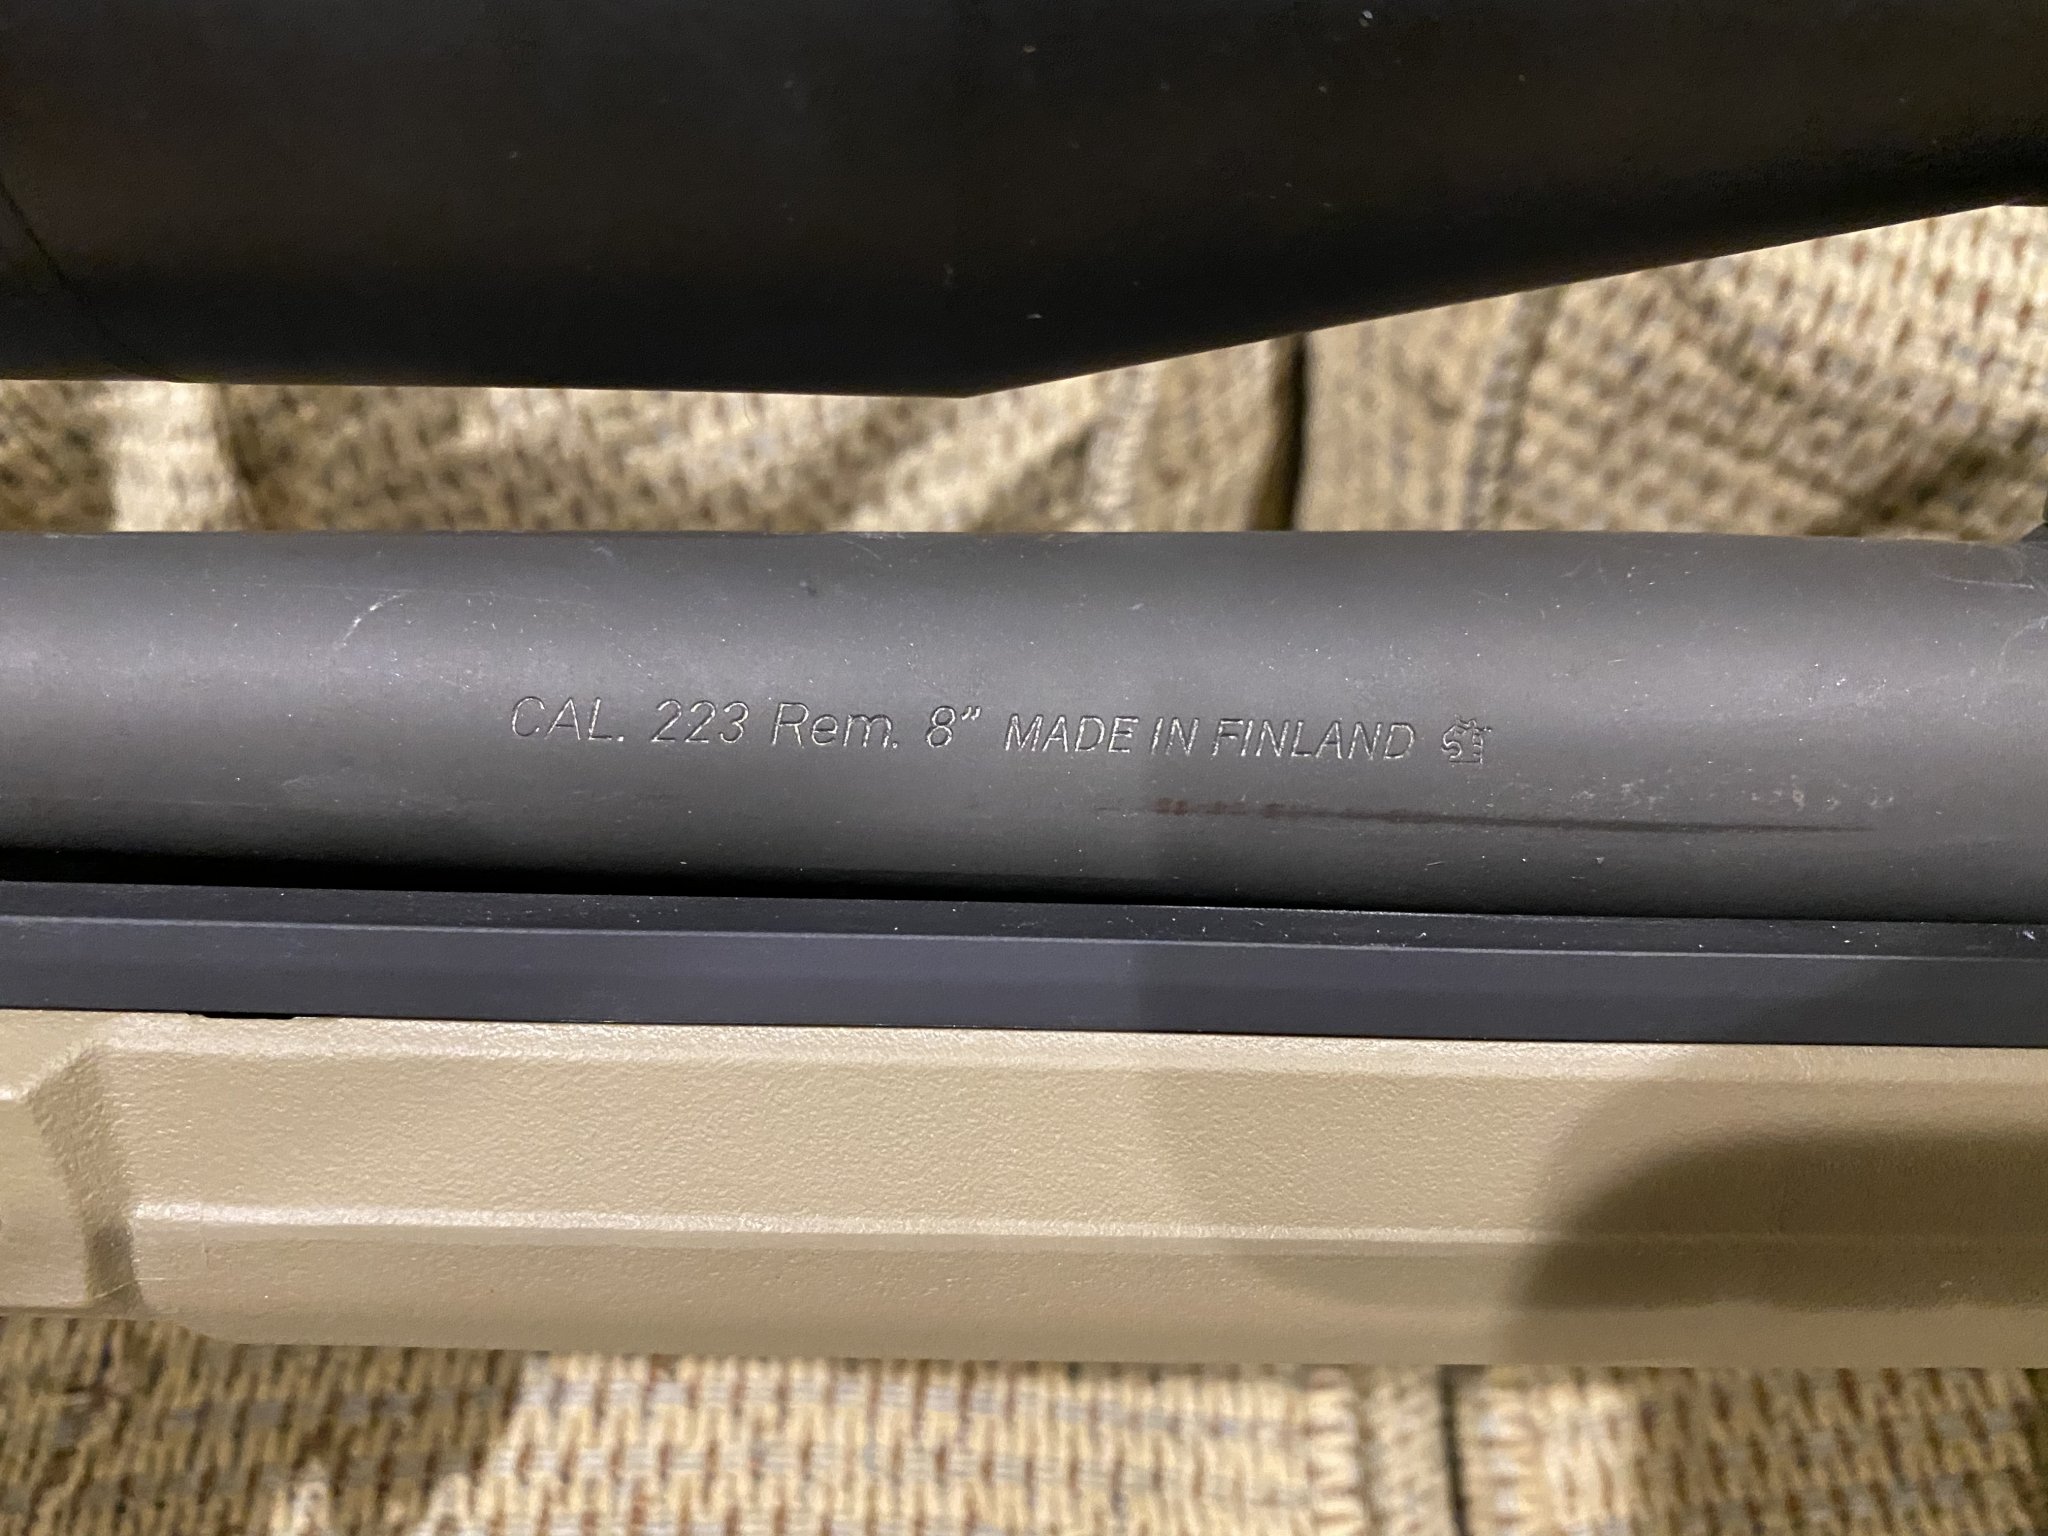 CAL. 223 Rem. 8” MADE IN FINLAND